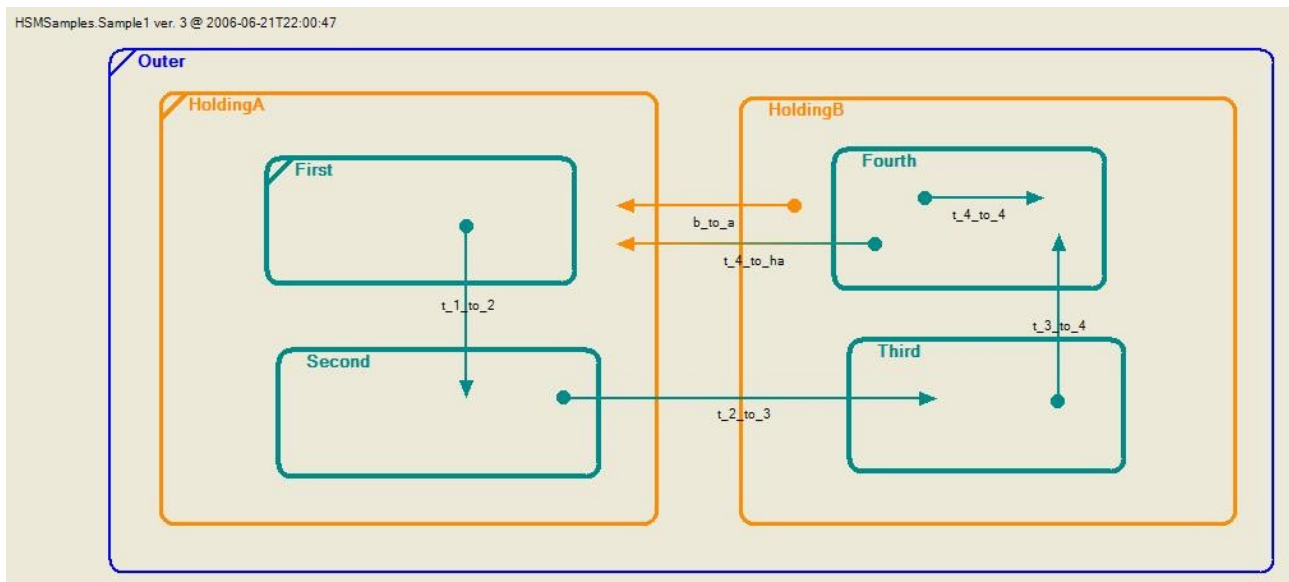 HSMSamples.Sample1 ver. 3 @ 2006-06-21T22:00:47
Outer
HoldingA
HoldingB
First
Fourth
t_4_to_4
b_to_a
t_4_to_ha
t_1_to_2
t_3_to_4
Second
Third
t_2_to_3